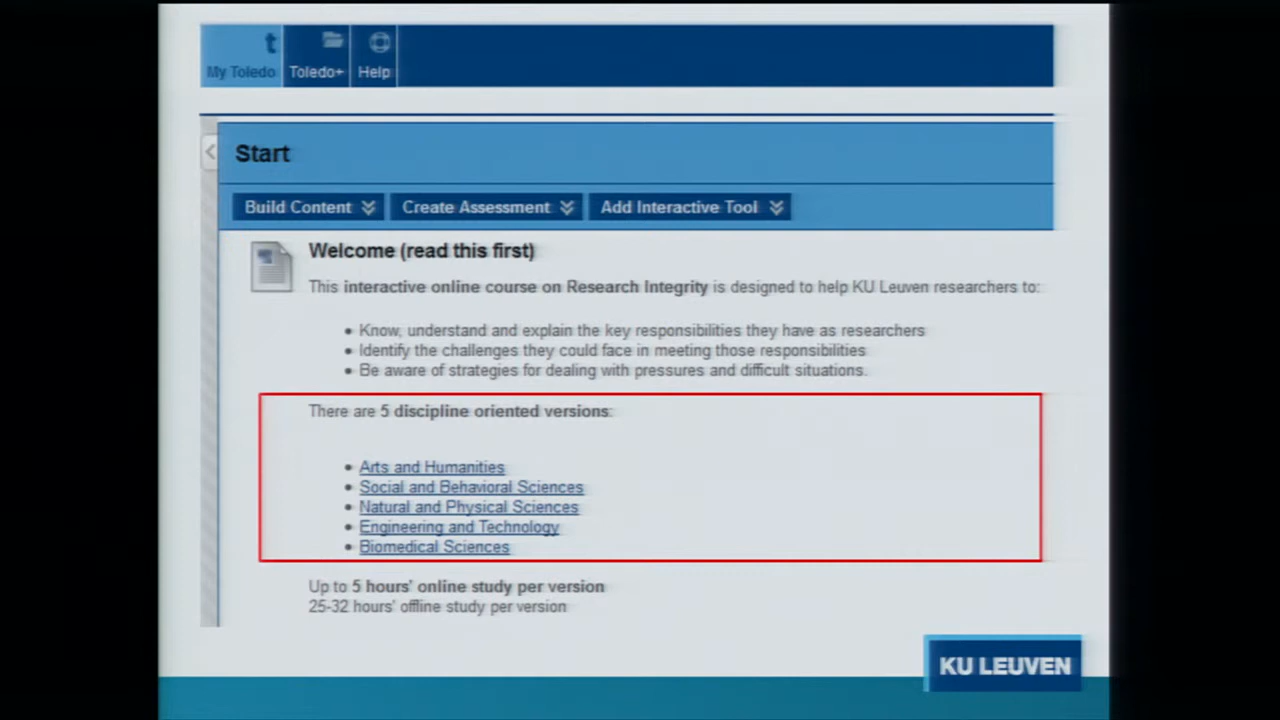 t
My Toledo Toledo+ Help
Start
Build Content Create Assessment Add Interactive Tool
Welcome (read this first)
This interactive online course on Research Integrity is designed to help KU Leuven researchers to:
• Know, understand and explain the key responsibilities they have as researchers
• Identify the challenges they could face in meeting those responsibilities
• Be aware of strategies for dealing with pressures and difficult situations.
There are 5 discipline oriented versions:
• Arts and Humanities
• Social and Behavioral Sciences
• Natural and Physical Sciences
• Engineering and Technology
• Biomedical Sciences
Up to 5 hours' online study per version
25-32 hours' offline study per version
KU LEUVEN